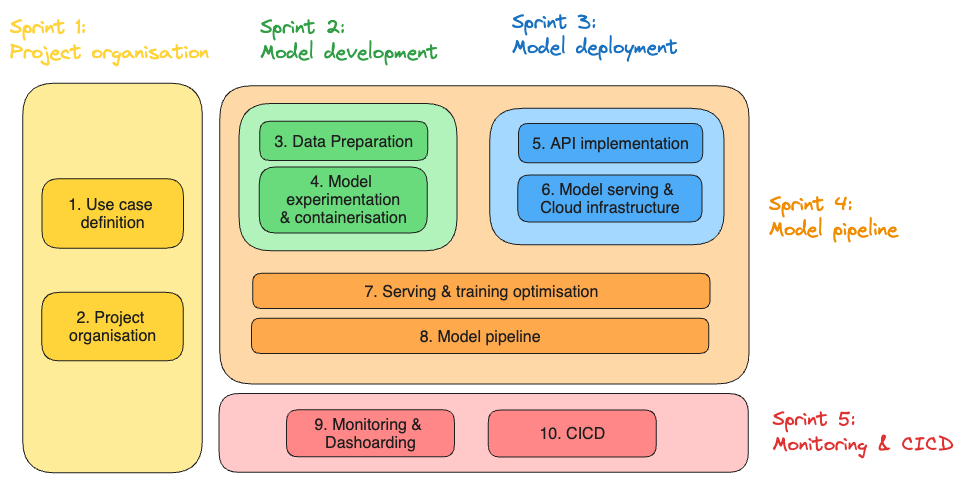 Sprint 1:
Project organisation
Sprint 2:
Model development
Sprint 3:
Model deployment
1. Use case
definition
2. Project
organisation
3. Data Preparation
4. Model
experimentation
& containerisation
5. API implementation
6. Model serving &
Cloud infrastructure
7. Serving & training optimisation
8. Model pipeline
Sprint 4:
Model pipeline
9. Monitoring &
Dashoarding
10. CICD
Sprint 5:
Monitoring & CICD